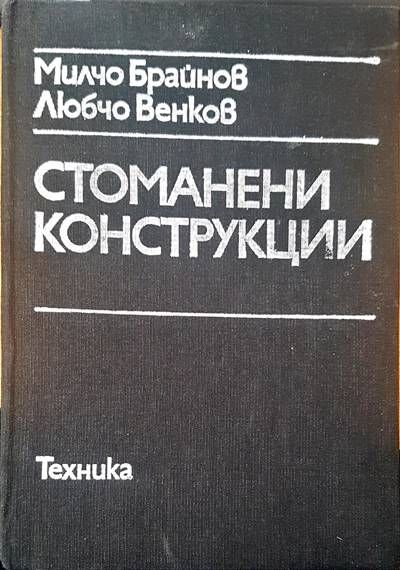 Милчо Брайнов
Любчо Венков
СТОМАНЕНИ
КОНСТРУКЦИИ
Техника